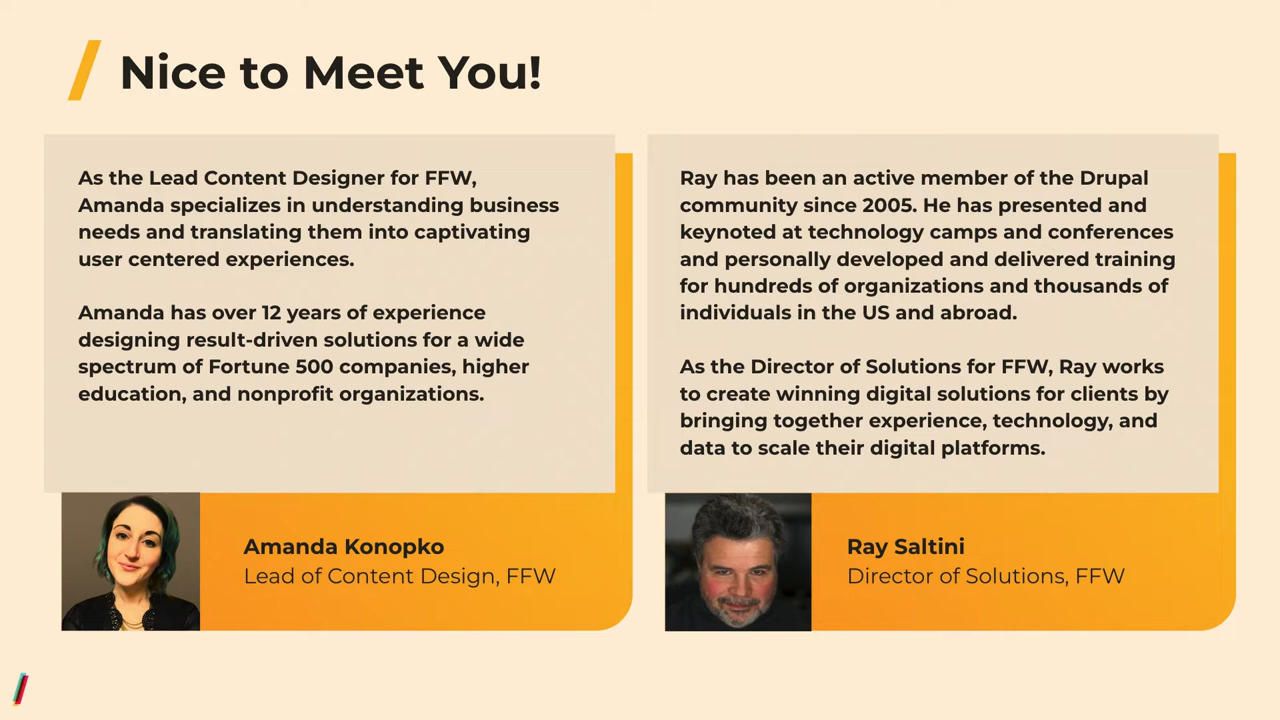 Nice to Meet You!
As the Lead Content Designer for FFW,
Amanda specializes in understanding business
needs and translating them into captivating
user centered experiences.
Amanda has over 12 years of experience
designing result-driven solutions for a wide
spectrum of Fortune 500 companies, higher
education, and nonprofit organizations.
Amanda Konopko
Lead of Content Design, FFW
Ray has been an active member of the Drupal
community since 2005. He has presented and
keynoted at technology camps and conferences
and personally developed and delivered training
for hundreds of organizations and thousands of
individuals in the US and abroad.
As the Director of Solutions for FFW, Ray works
to create winning digital solutions for clients by
bringing together experience, technology, and
data to scale their digital platforms.
Ray Saltini
Director of Solutions, FFW